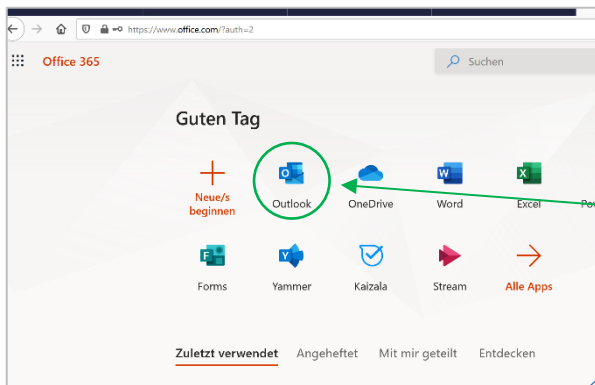 https://www.office.com/?auth=2
Office 365
Suchen
Guten Tag
Neue/s beginnen
Outlook
OneDrive
Word
Excel
Forms
Yammer
Kaizala
Stream
Alle Apps
Zuletzt verwendet Angeheftet Mit mir geteilt Entdecken